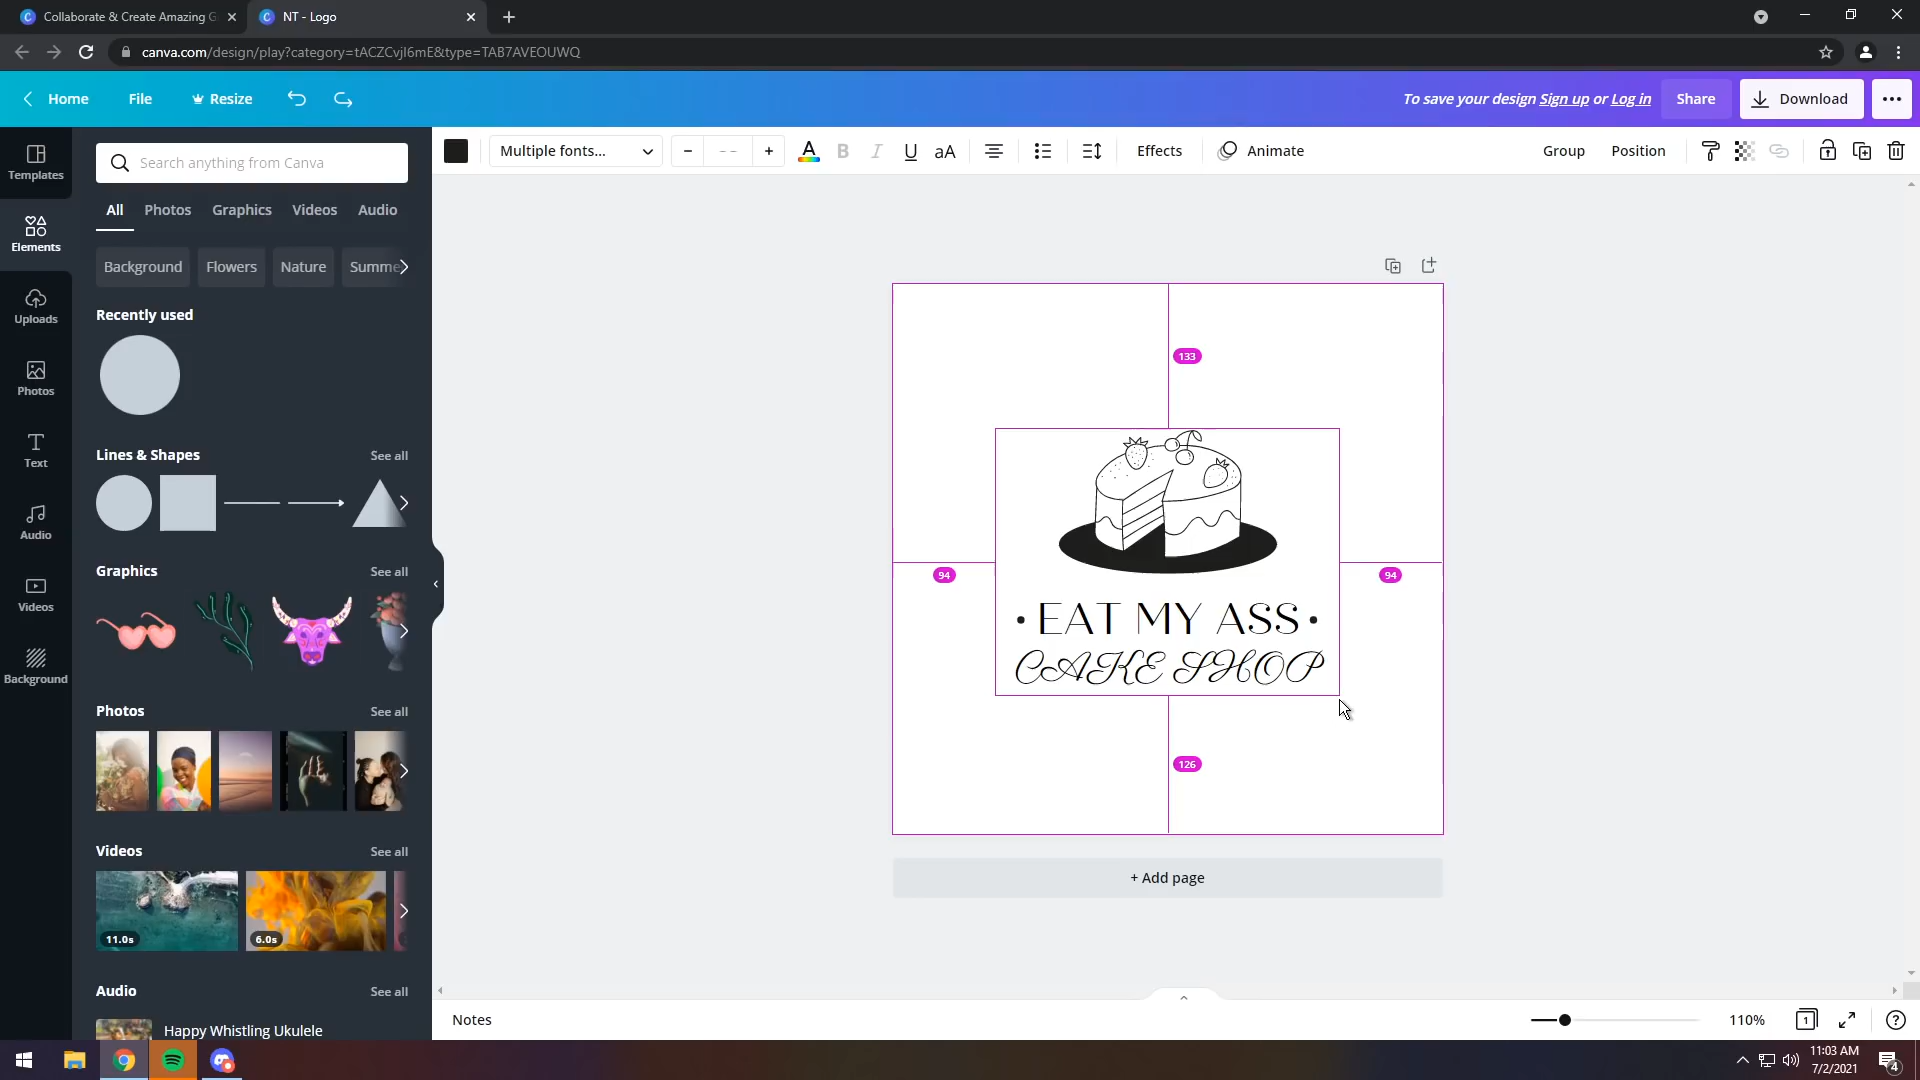 Collaborate & Create Amazing G
NT - Logo
canva.com/design/play?category=tACZCvjl6mE&type=TAB7AVEOUWQ
Home
File
Resize
To save your design Sign up or Log in
Share
Download
Templates
Elements
Uploads
Photos
Text
Audio
Videos
Background
Search anything from Canva
All
Photos
Graphics
Videos
Audio
Background
Flowers
Nature
Summe
Recently used
Lines & Shapes
See all
Graphics
See all
Photos
See all
Videos
See all
11.0s
6.0s
Audio
See all
Happy Whistling Ukulele
Multiple fonts...
- -
A
B
I
U
aA
Effects
Animate
Group
Position
133
94
94
• EAT MY ASS •
CAKE SHOP
126
+ Add page
Notes
110%
1
?
11:03 AM
7/2/2021
4